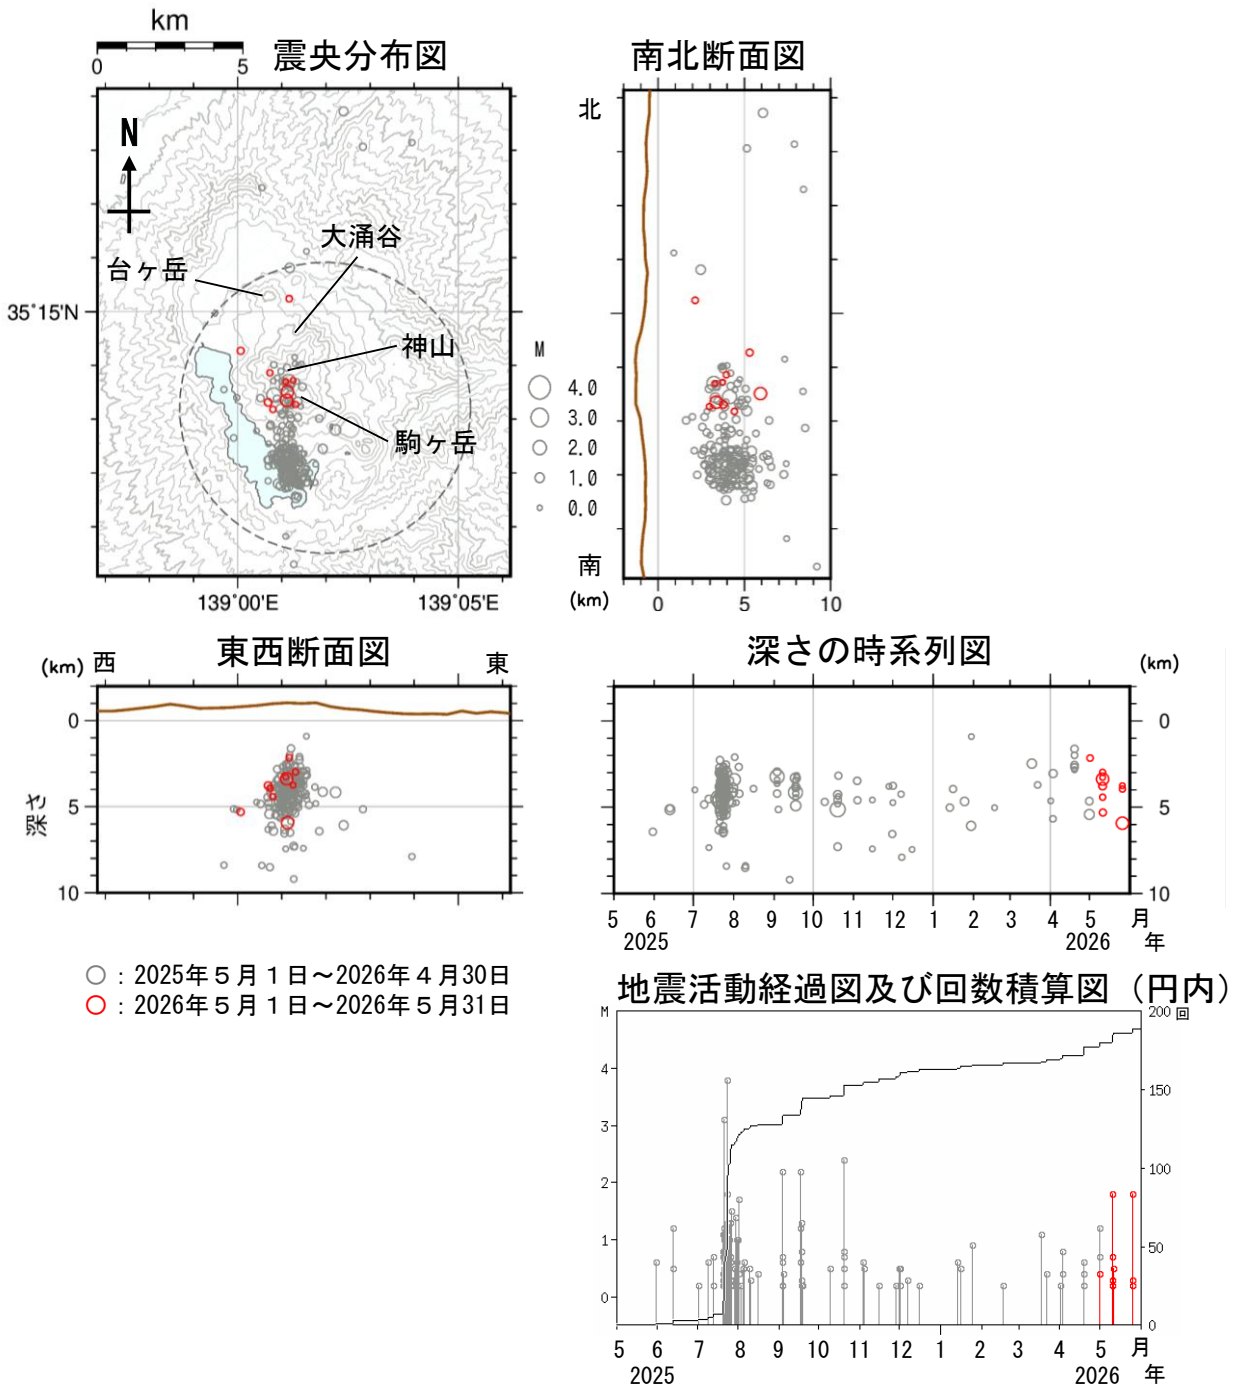 km
0 5
震央分布図
N
大涌谷
台ヶ岳
神山
駒ヶ岳
35°15'N
139°00'E 139°05'E
M
4.0
3.0
2.0
1.0
0.0
南北断面図
北
南
(km) 0 5 10
東西断面図
(km) 西 東
0
5
10
深さ
深さの時系列図
(km)
0
5
10
5 6 7 8 9 10 11 12 1 2 3 4 5 月
2025 2026 年
○:2025年5月1日~2026年4月30日
○:2026年5月1日~2026年5月31日
地震活動経過図及び回数積算図(円内)
M 200 回
4
150
3
100
2
1
50
0
0
5 6 7 8 9 10 11 12 1 2 3 4 5 月
2025 2026 年